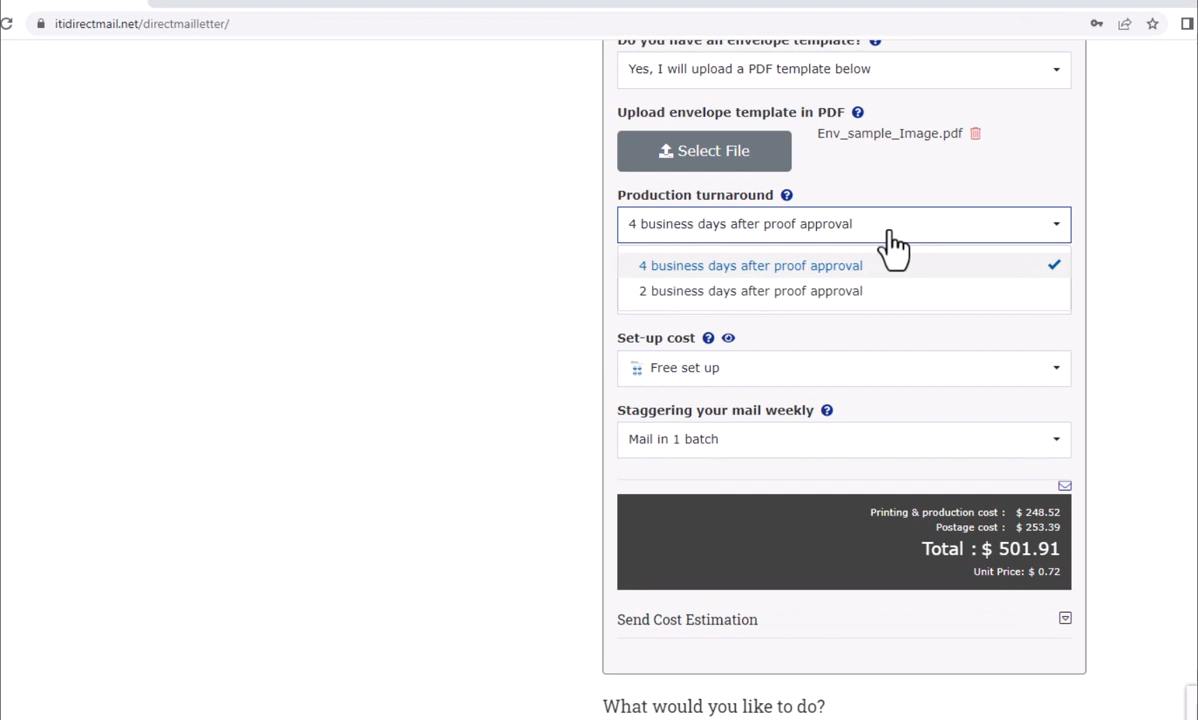 itidirectmail.net/directmailletter/
Do you have an envelope template?
Yes, I will upload a PDF template below
Upload envelope template in PDF
Select File
Env_sample_Image.pdf
Production turnaround
4 business days after proof approval
4 business days after proof approval
2 business days after proof approval
Set-up cost
Free set up
Staggering your mail weekly
Mail in 1 batch
Printing & production cost : $ 248.52
Postage cost : $ 253.39
Total : $ 501.91
Unit Price: $ 0.72
Send Cost Estimation
What would you like to do?